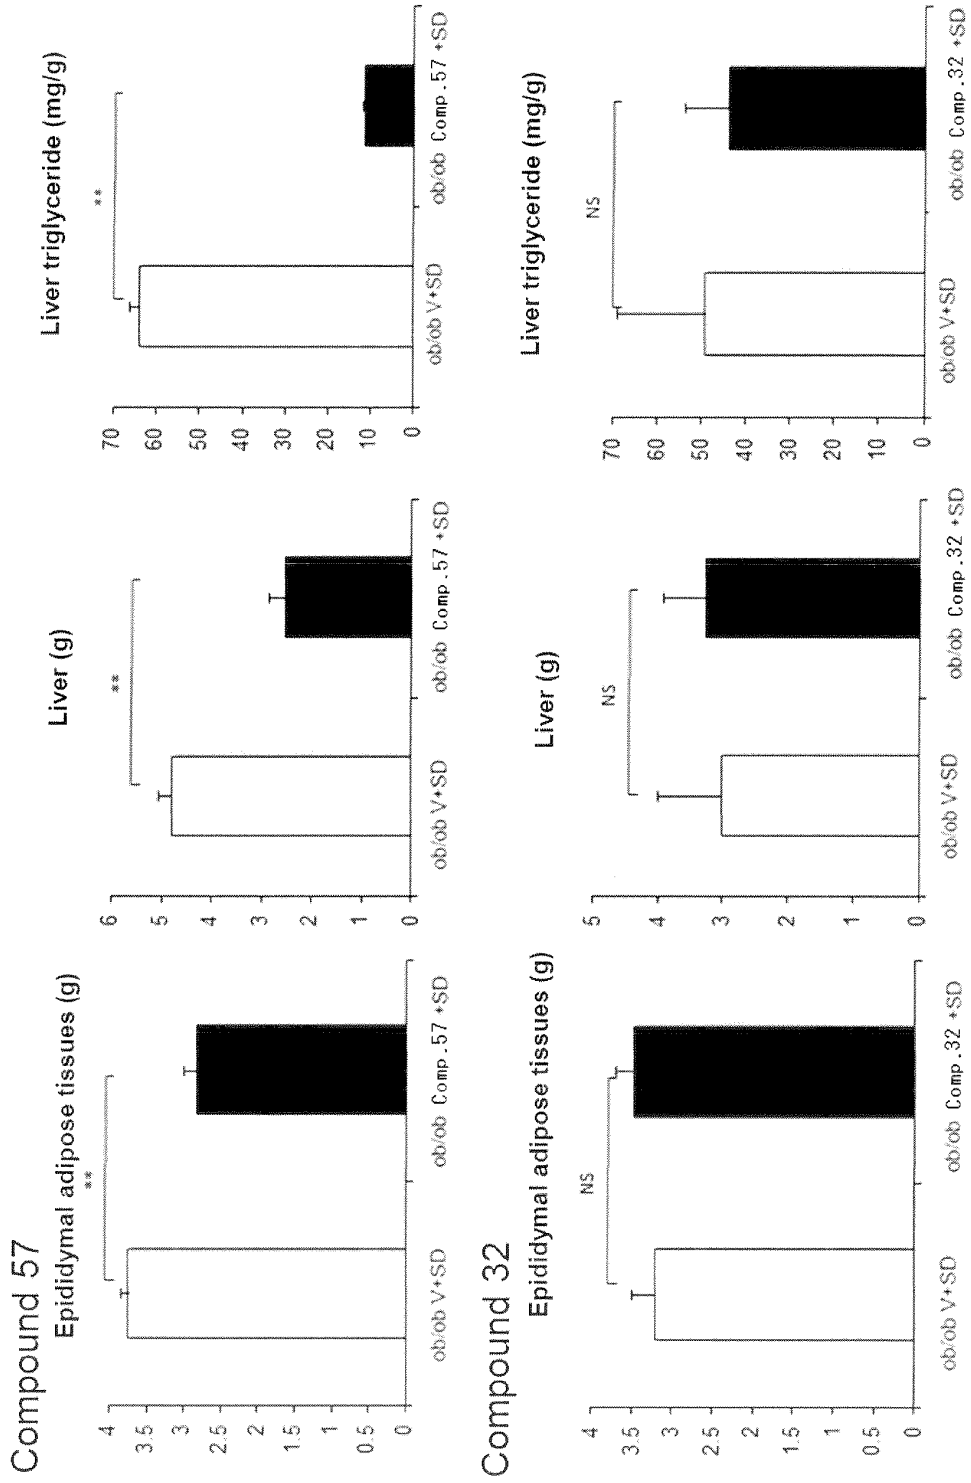 Compound 57
Epididymal adipose tissues (g)
**
4
3.5
3
2.5
2
1.5
1
0.5
0
ob/ob V+SD
ob/ob Comp.57 +SD
Liver (g)
**
6
5
4
3
2
1
0
ob/ob V+SD
ob/ob Comp.57 +SD
Liver triglyceride (mg/g)
**
70
60
50
40
30
20
10
0
ob/ob V+SD
ob/ob Comp.57 +SD
Compound 32
Epididymal adipose tissues (g)
NS
4
3.5
3
2.5
2
1.5
1
0.5
0
ob/ob V+SD
ob/ob Comp.32 +SD
Liver (g)
NS
5
4
3
2
1
0
ob/ob V+SD
ob/ob Comp.32 +SD
Liver triglyceride (mg/g)
NS
70
60
50
40
30
20
10
0
ob/ob V+SD
ob/ob Comp.32 +SD